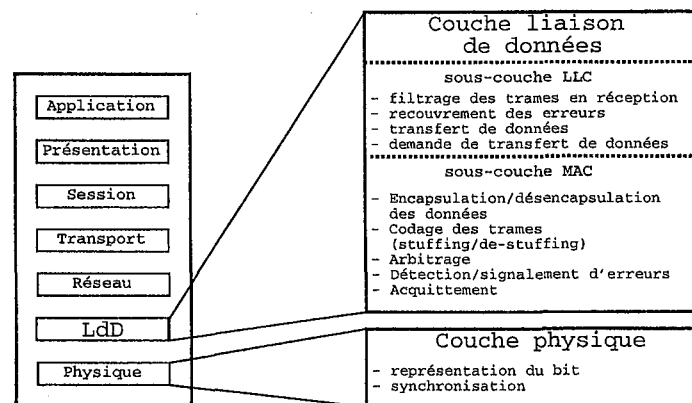 Application
Présentation
Session
Transport
Réseau
LdD
Physique
Couche liaison
de données
sous-couche LLC
- filtrage des trames en réception
- recouvrement des erreurs
- transfert de données
- demande de transfert de données
sous-couche MAC
- Encapsulation/désencapsulation
des données
- Codage des trames
(stuffing/de-stuffing)
- Arbitrage
- Détection/signalement d'erreurs
- Acquittement
Couche physique
- représentation du bit
- synchronisation